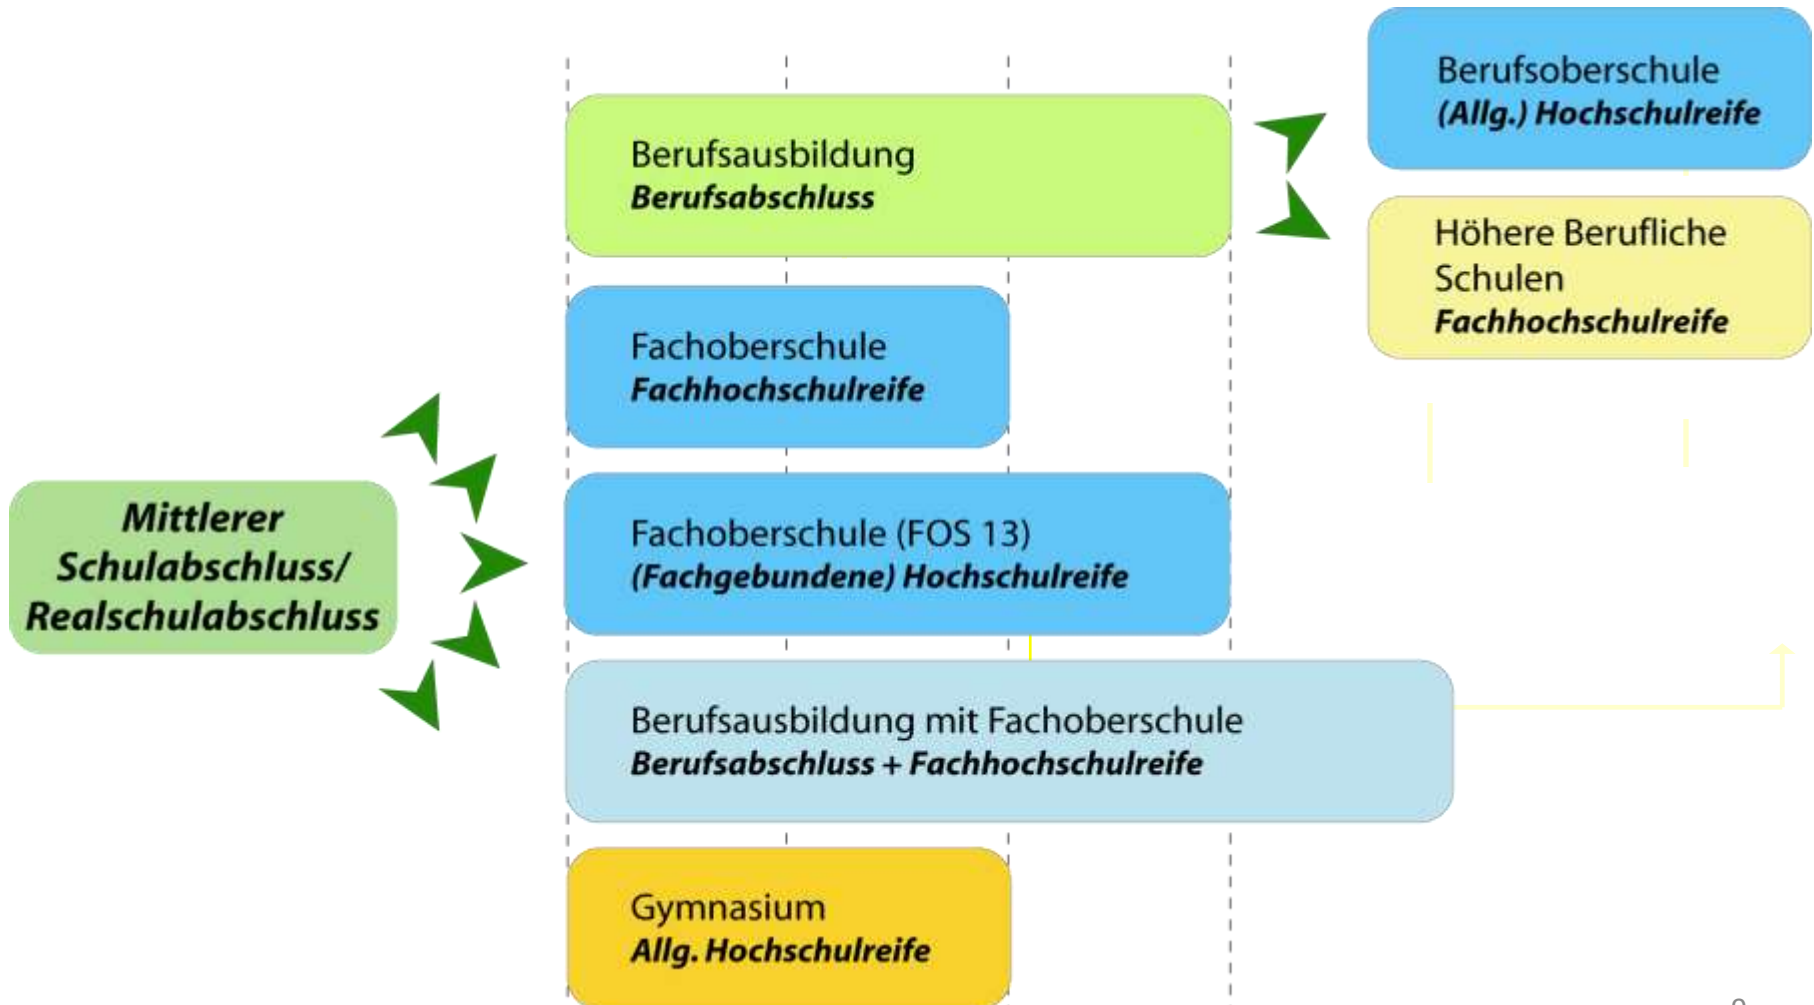 Berufsoberschule
(Allg.) Hochschulreife
Berufsausbildung
Berufsabschluss
Höhere Berufliche
Schulen
Fachhochschulreife
Fachoberschule
Fachhochschulreife
Mittlerer
Schulabschluss/
Realschulabschluss
Fachoberschule (FOS 13)
(Fachgebundene) Hochschulreife
Berufsausbildung mit Fachoberschule
Berufsabschluss + Fachhochschulreife
Gymnasium
Allg. Hochschulreife